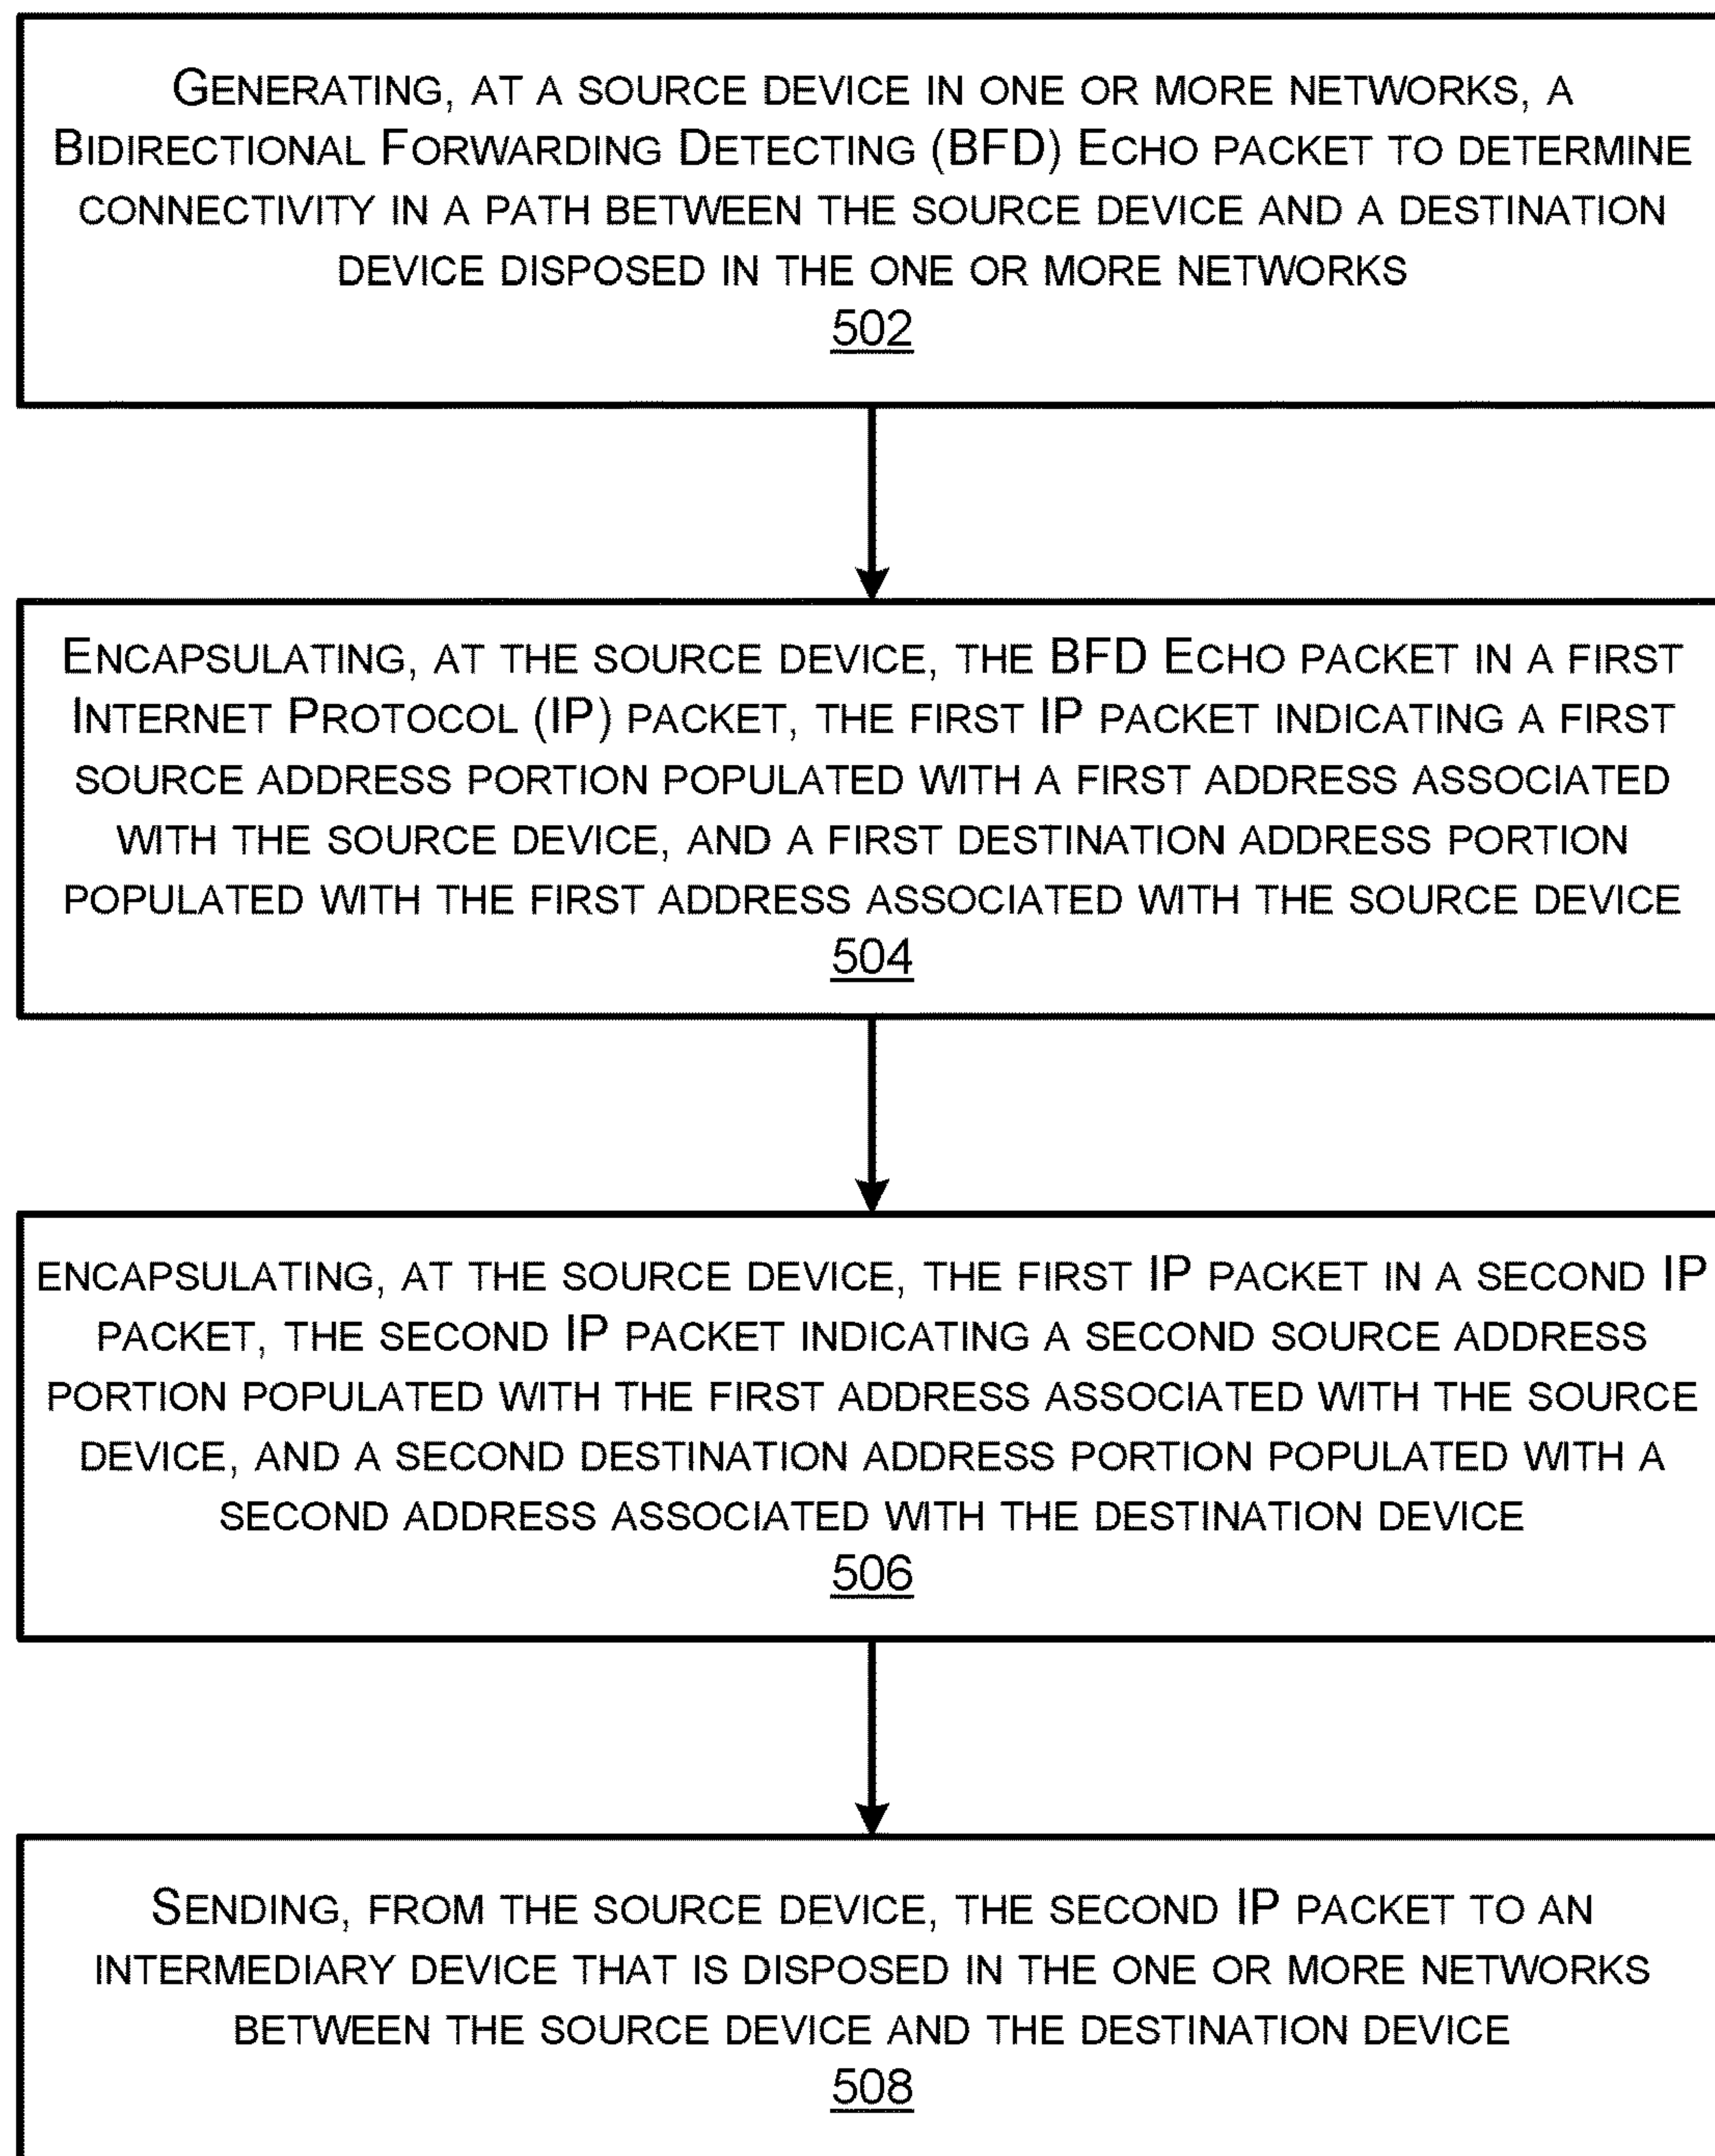 GENERATING, AT A SOURCE DEVICE IN ONE OR MORE NETWORKS, A
BIDIRECTIONAL FORWARDING DETECTING (BFD) ECHO PACKET TO DETERMINE
CONNECTIVITY IN A PATH BETWEEN THE SOURCE DEVICE AND A DESTINATION
DEVICE DISPOSED IN THE ONE OR MORE NETWORKS
502
ENCAPSULATING, AT THE SOURCE DEVICE, THE BFD ECHO PACKET IN A FIRST
INTERNET PROTOCOL (IP) PACKET, THE FIRST IP PACKET INDICATING A FIRST
SOURCE ADDRESS PORTION POPULATED WITH A FIRST ADDRESS ASSOCIATED
WITH THE SOURCE DEVICE, AND A FIRST DESTINATION ADDRESS PORTION
POPULATED WITH THE FIRST ADDRESS ASSOCIATED WITH THE SOURCE DEVICE
504
ENCAPSULATING, AT THE SOURCE DEVICE, THE FIRST IP PACKET IN A SECOND IP
PACKET, THE SECOND IP PACKET INDICATING A SECOND SOURCE ADDRESS
PORTION POPULATED WITH THE FIRST ADDRESS ASSOCIATED WITH THE SOURCE
DEVICE, AND A SECOND DESTINATION ADDRESS PORTION POPULATED WITH A
SECOND ADDRESS ASSOCIATED WITH THE DESTINATION DEVICE
506
SENDING, FROM THE SOURCE DEVICE, THE SECOND IP PACKET TO AN
INTERMEDIARY DEVICE THAT IS DISPOSED IN THE ONE OR MORE NETWORKS
BETWEEN THE SOURCE DEVICE AND THE DESTINATION DEVICE
508